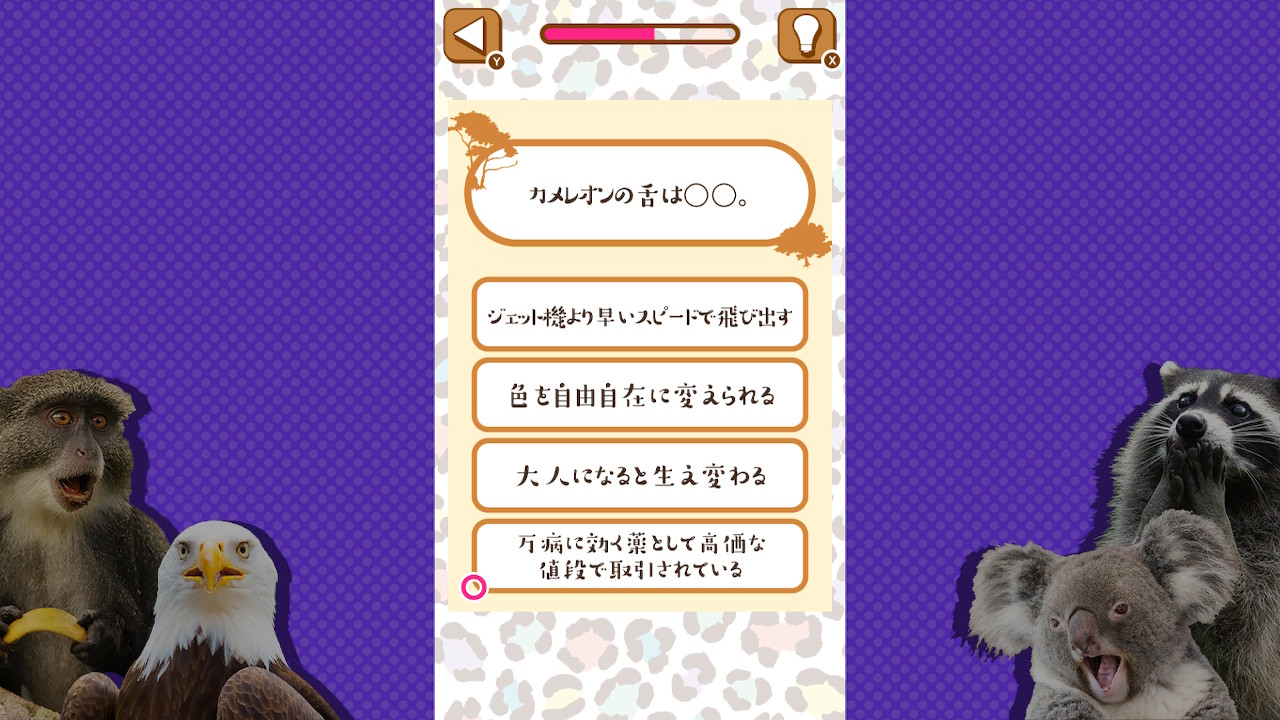 Y
X
カメレオンの舌は○○。
ジェット機より早いスピードで飛び出す
色を自由自在に変えられる
大人になると生え変わる
万病に効く薬として高価な
値段で取引されている